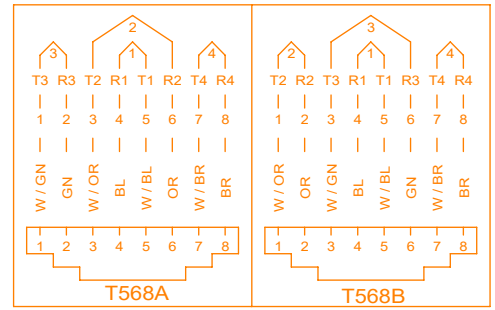 2 3
3 1 4 2 1 4
T3 R3 T2 R1 T1 R2 T4 R4 T2 R2 T3 R1 T1 R3 T4 R4
1 2 3 4 5 6 7 8 1 2 3 4 5 6 7 8
W / GN GN W / OR BL W / BL OR W / BR BR W / OR OR W / GN BL W / BL GN W / BR BR
1 2 3 4 5 6 7 8 1 2 3 4 5 6 7 8
T568A T568B